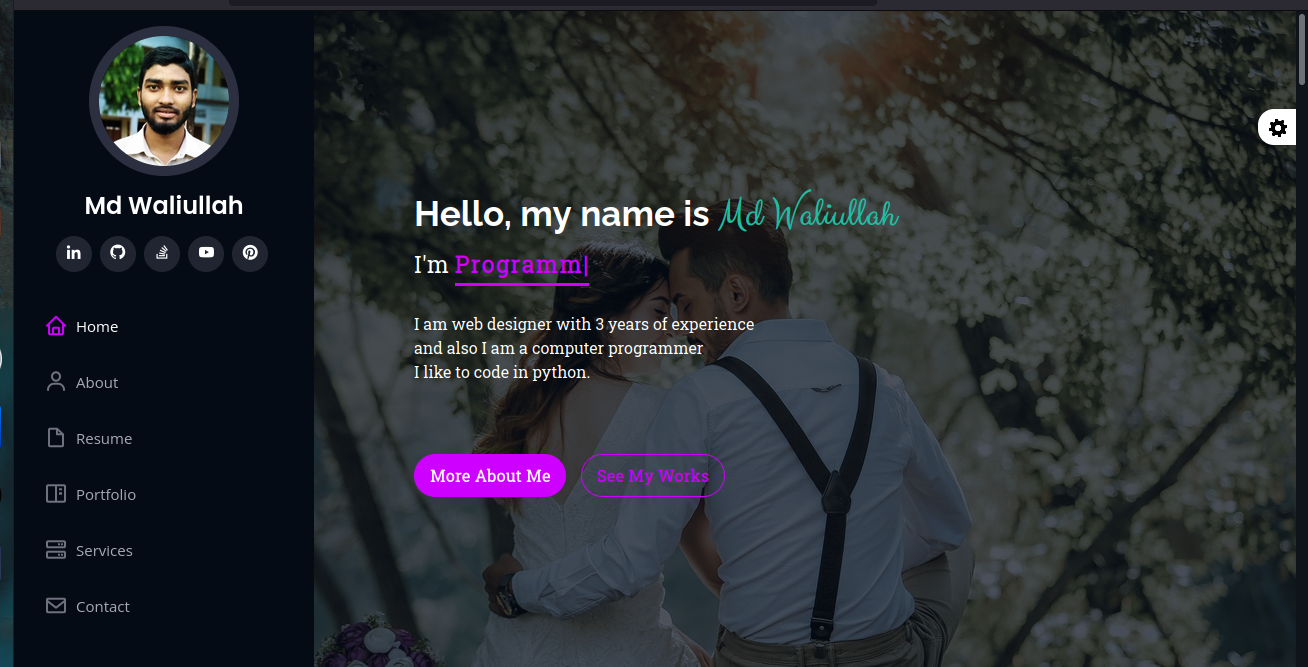 Md Waliullah
Home
About
Resume
Portfolio
Services
Contact
Hello, my name is Md Waliullah
I'm Programm|
I am web designer with 3 years of experience
and also I am a computer programmer
I like to code in python.
More About Me
See My Works